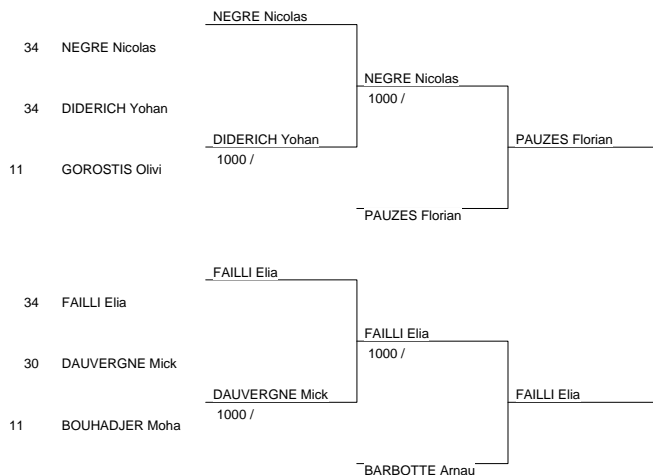 NEGRE Nicolas
34 NEGRE Nicolas
NEGRE Nicolas
1000 /
34 DIDERICH Yohan
DIDERICH Yohan
1000 /
PAUZES Florian
11 GOROSTIS Olivi
PAUZES Florian
FAILLI Elia
34 FAILLI Elia
FAILLI Elia
1000 /
30 DAUVERGNE Mick
DAUVERGNE Mick
1000 /
FAILLI Elia
11 BOUHADJER Moha
BARBOTTE Arnau